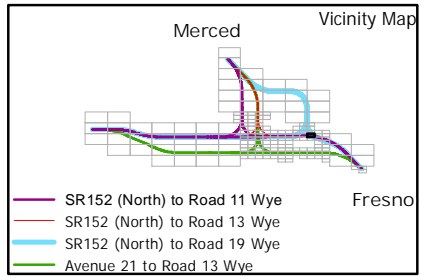 Vicinity Map
Merced
Fresno
SR152 (North) to Road 11 Wye
SR152 (North) to Road 13 Wye
SR152 (North) to Road 19 Wye
Avenue 21 to Road 13 Wye